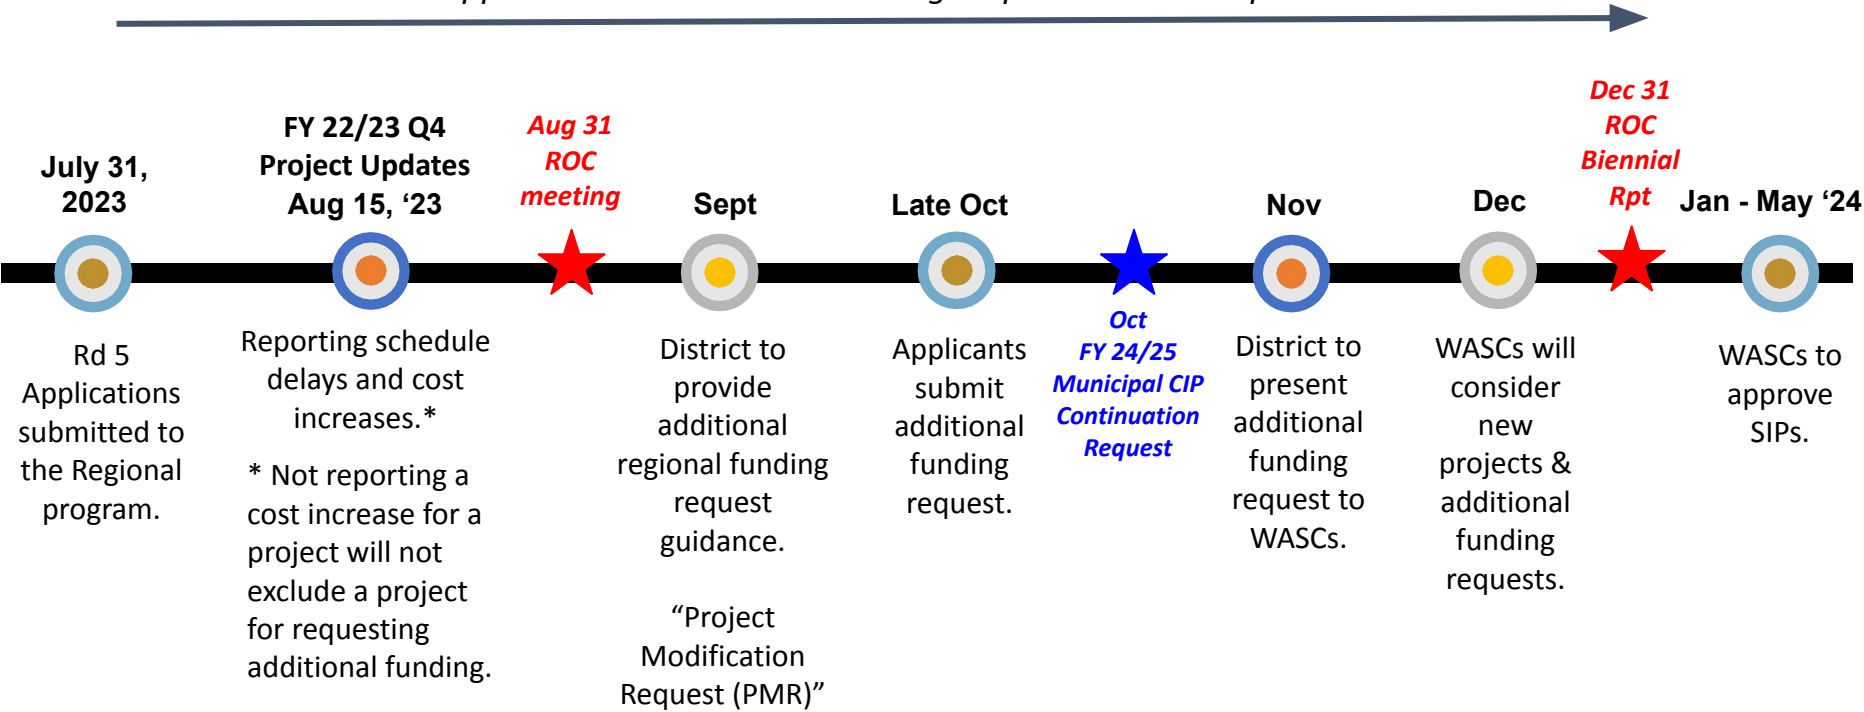 July 31,
2023
Rd 5
Applications
submitted to
the Regional
program.
FY 22/23 Q4
Project Updates
Aug 15, ‘23
Reporting schedule
delays and cost
increases.*
* Not reporting a
cost increase for a
project will not
exclude a project
for requesting
additional funding.
Aug 31
ROC
meeting
Sept
District to
provide
additional
regional funding
request
guidance.
“Project
Modification
Request (PMR)”
Late Oct
Applicants
submit
additional
funding
request.
Oct
FY 24/25
Municipal CIP
Continuation
Request
Nov
District to
present
additional
funding
request to
WASCs.
Dec
WASCs will
consider
new
projects &
additional
funding
requests.
Dec 31
ROC
Biennial
Rpt
Jan - May ‘24
WASCs to
approve
SIPs.